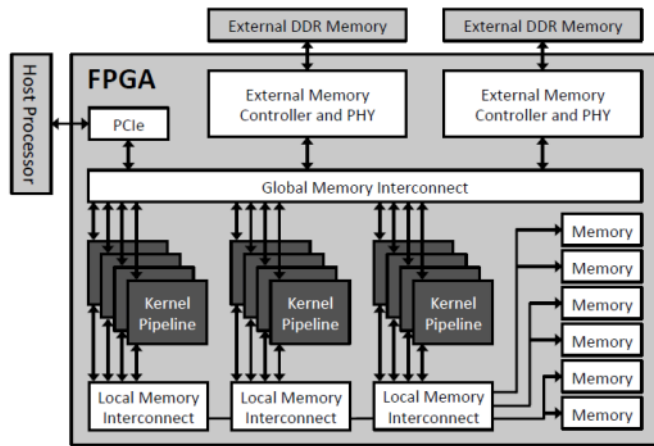 External DDR Memory
External DDR Memory
Host Processor
FPGA
External Memory
Controller and PHY
External Memory
Controller and PHY
PCIe
Global Memory Interconnect
Memory
Memory
Memory
Memory
Memory
Memory
Kernel
Pipeline
Kernel
Pipeline
Kernel
Pipeline
Local Memory
Interconnect
Local Memory
Interconnect
Local Memory
Interconnect